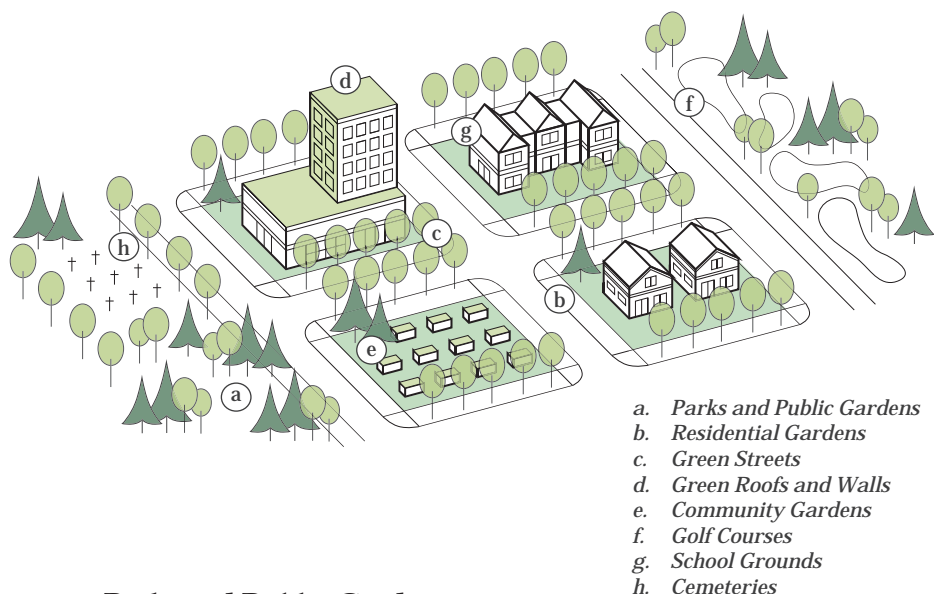 d
f
g
h
c
b
e
a
a. Parks and Public Gardens
b. Residential Gardens
c. Green Streets
d. Green Roofs and Walls
e. Community Gardens
f. Golf Courses
g. School Grounds
h. Cemeteries